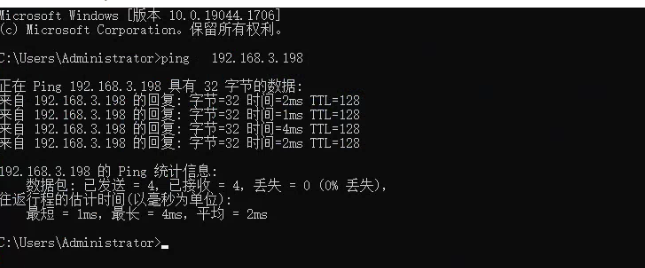 Microsoft Windows [版本 10.0.19044.1706]
(c) Microsoft Corporation。保留所有权利。
C:\Users\Administrator>ping 192.168.3.198
正在 Ping 192.168.3.198 具有 32 字节的数据:
来自 192.168.3.198 的回复: 字节=32 时间=2ms TTL=128
来自 192.168.3.198 的回复: 字节=32 时间=1ms TTL=128
来自 192.168.3.198 的回复: 字节=32 时间=4ms TTL=128
来自 192.168.3.198 的回复: 字节=32 时间=2ms TTL=128
192.168.3.198 的 Ping 统计信息:
数据包: 已发送 = 4, 已接收 = 4, 丢失 = 0 (0% 丢失),
往返行程的估计时间(以毫秒为单位):
最短 = 1ms, 最长 = 4ms, 平均 = 2ms
C:\Users\Administrator>